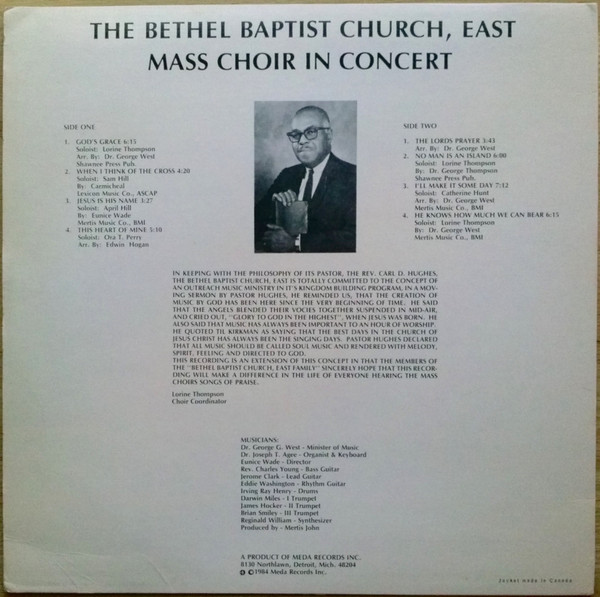 THE BETHEL BAPTIST CHURCH, EAST
MASS CHOIR IN CONCERT
SIDE ONE
1. GOD'S GRACE 6:15
Soloist: Lorine Thompson
Arr. By: Dr. George West
Shawnee Press Pub.
2. WHEN I THINK OF THE CROSS 4:20
Soloist: Sam Hill
By: Carmicheal
Lexicon Music Co., ASCAP
3. JESUS IS HIS NAME 3:27
Soloist: April Hill
By: Eunice Wade
Mertis Music Co., BMI
4. THIS HEART OF MINE 5:10
Soloist: Ora T. Perry
Arr. By: Edwin Hogan
SIDE TWO
1. THE LORDS PRAYER 3:43
Arr. By: Dr. George West
2. NO MAN IS AN ISLAND 6:00
Soloist: Lorine Thompson
By: Dr. George Thompson
Shawnee Press Pub.
3. I'LL MAKE IT SOME DAY 7:12
Soloist: Catherine Hunt
Arr. By: Dr. George West
Mertis Music Co., BMI
4. HE KNOWS HOW MUCH WE CAN BEAR 6:15
Soloist: Lorine Thompson
By: Dr. George West
Mertis Music Co., BMI
IN KEEPING WITH THE PHILOSOPHY OF ITS PASTOR, THE REV. CARL D. HUGHES,
THE BETHEL BAPTIST CHURCH, EAST IS TOTALLY COMMITTED TO THE CONCEPT OF
AN OUTREACH MUSIC MINISTRY IN IT'S KINGDOM BUILDING PROGRAM. IN A MOV-
ING SERMON BY PASTOR HUGHES, HE REMINDED US, THAT THE CREATION OF
MUSIC BY GOD HAS BEEN HERE SINCE THE VERY BEGINING OF TIME. HE SAID
THAT THE ANGELS BLENDED THEIR VOCIES TOGETHER SUSPENDED IN MID-AIR,
AND CRIED OUT, "GLORY TO GOD IN THE HIGHEST", WHEN JESUS WAS BORN. HE
ALSO SAID THAT MUSIC HAS ALWAYS BEEN IMPORTANT TO AN HOUR OF WORSHIP.
HE QUOTED TIL KIRKMAN AS SAYING THAT THE BEST DAYS IN THE CHURCH OF
JESUS CHRIST HAS ALWAYS BEEN THE SINGING DAYS. PASTOR HUGHES DECLARED
THAT ALL MUSIC SHOULD BE CALLED SOUL MUSIC AND RENDERED WITH MELODY,
SPIRIT, FEELING AND DIRECTED TO GOD.
THIS RECORDING IS AN EXTENSION OF THIS CONCEPT IN THAT THE MEMBERS OF
THE "BETHEL BAPTIST CHURCH, EAST FAMILY" SINCERELY HOPE THAT THIS RECOR-
DING WILL MAKE A DIFFERENCE IN THE LIFE OF EVERYONE HEARING THE MASS
CHOIRS SONGS OF PRAISE.
Lorine Thompson
Choir Coordinator
MUSICIANS:
Dr. George G. West - Minister of Music
Dr. Joseph T. Agee - Organist & Keyboard
Eunice Wade - Director
Rev. Charles Young - Bass Guitar
Jerome Clark - Lead Guitar
Eddie Washington - Rhythm Guitar
Irving Ray Henry - Drums
Darwin Miles - I Trumpet
James Hocker - II Trumpet
Brian Smiley - III Trumpet
Reginald William - Synthesizer
Produced by - Mertis John
A PRODUCT OF MEDA RECORDS INC.
8130 Northlawn, Detroit, Mich. 48204
℗ ©1984 Meda Records Inc.
Jacket made in Canada